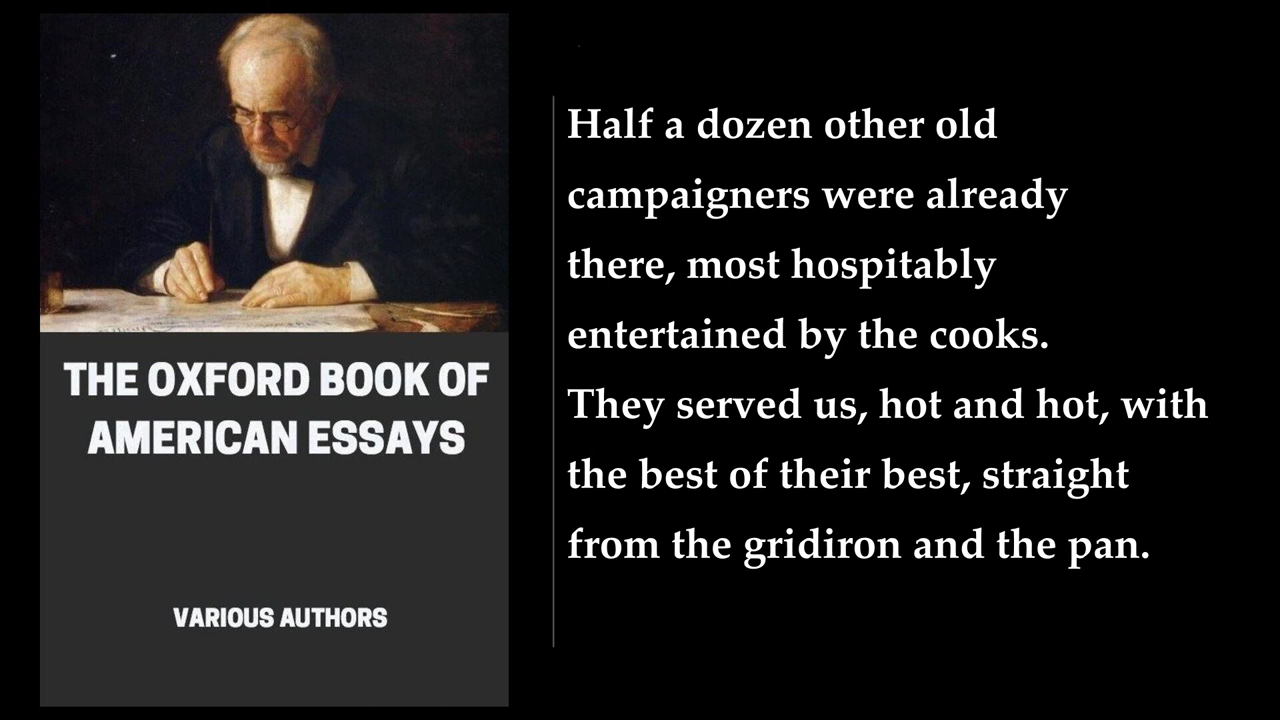 THE OXFORD BOOK OF
AMERICAN ESSAYS
VARIOUS AUTHORS
Half a dozen other old
campaigners were already
there, most hospitably
entertained by the cooks.
They served us, hot and hot, with
the best of their best, straight
from the gridiron and the pan.